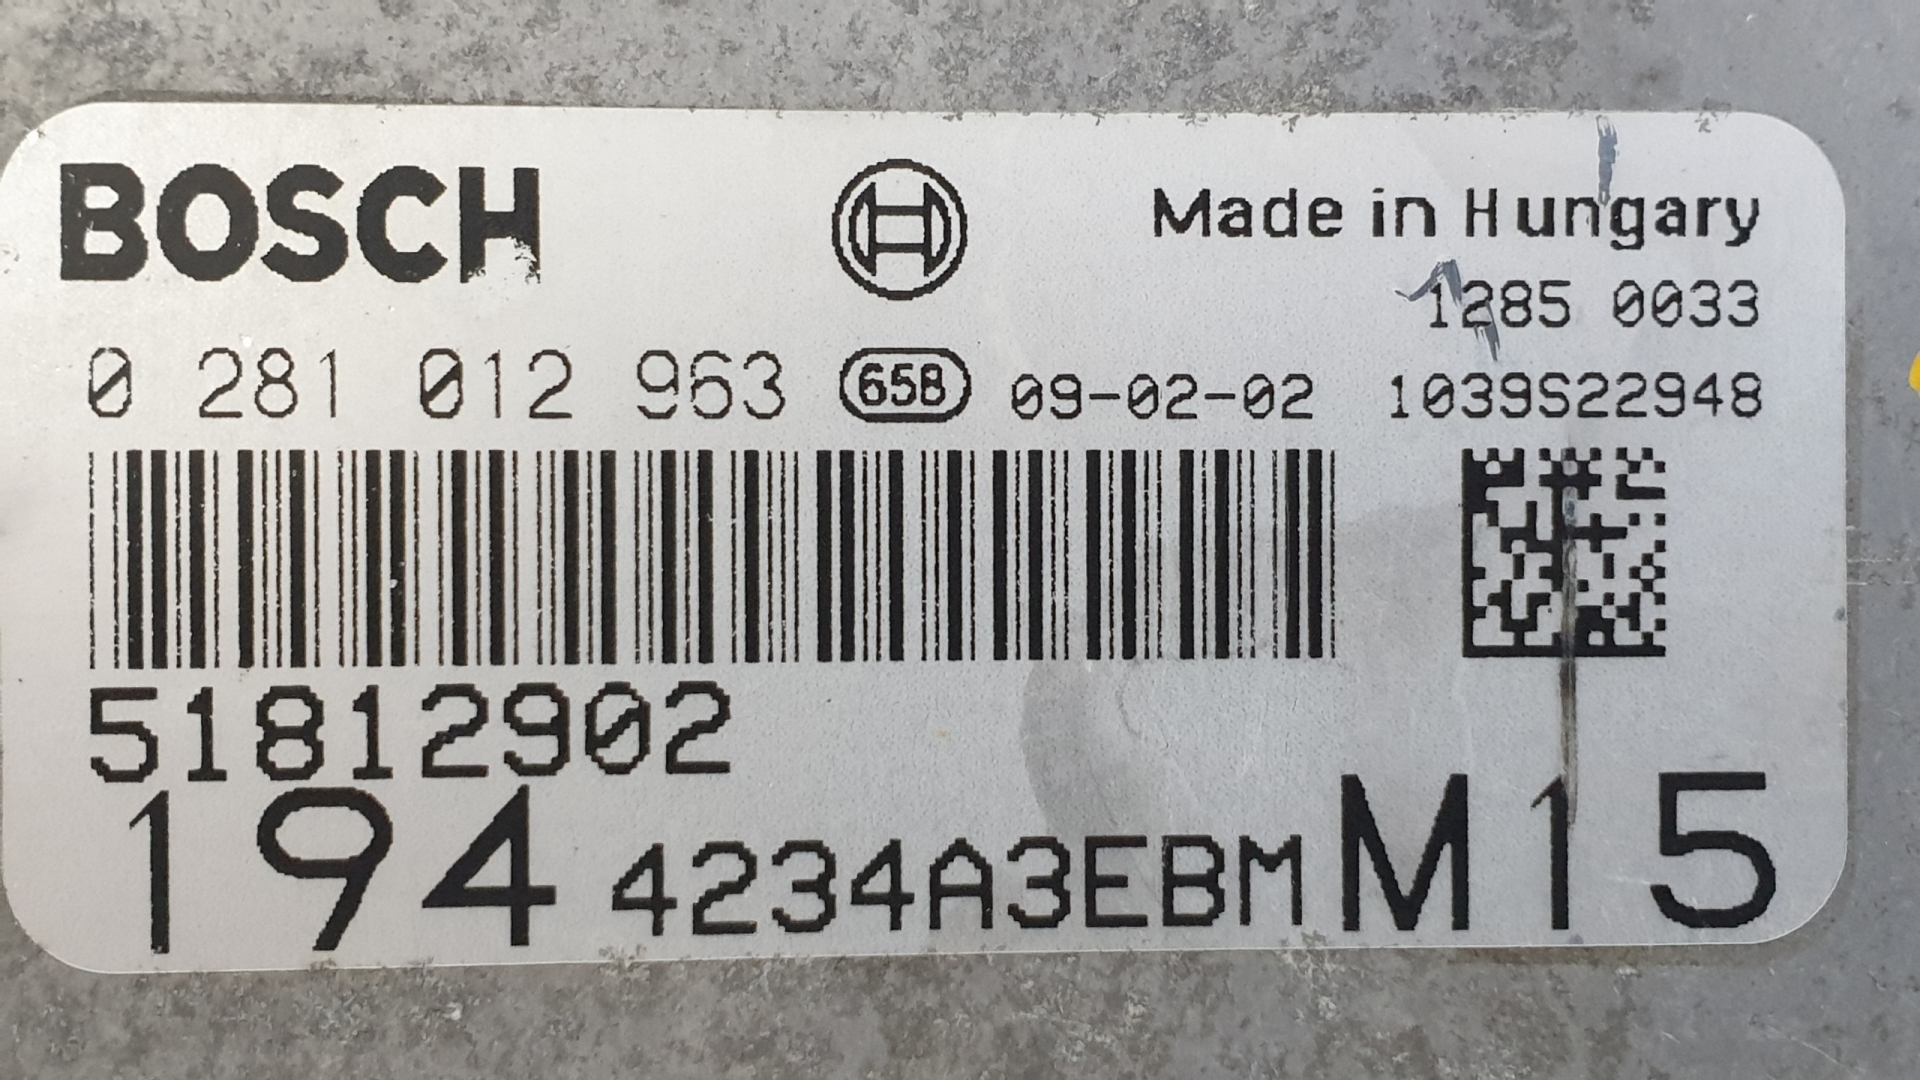 BOSCH Made in Hungary
1285 0033
0 281 012 963 658 09-02-02 1039S22948
51812902
194 4234A3EBM M15